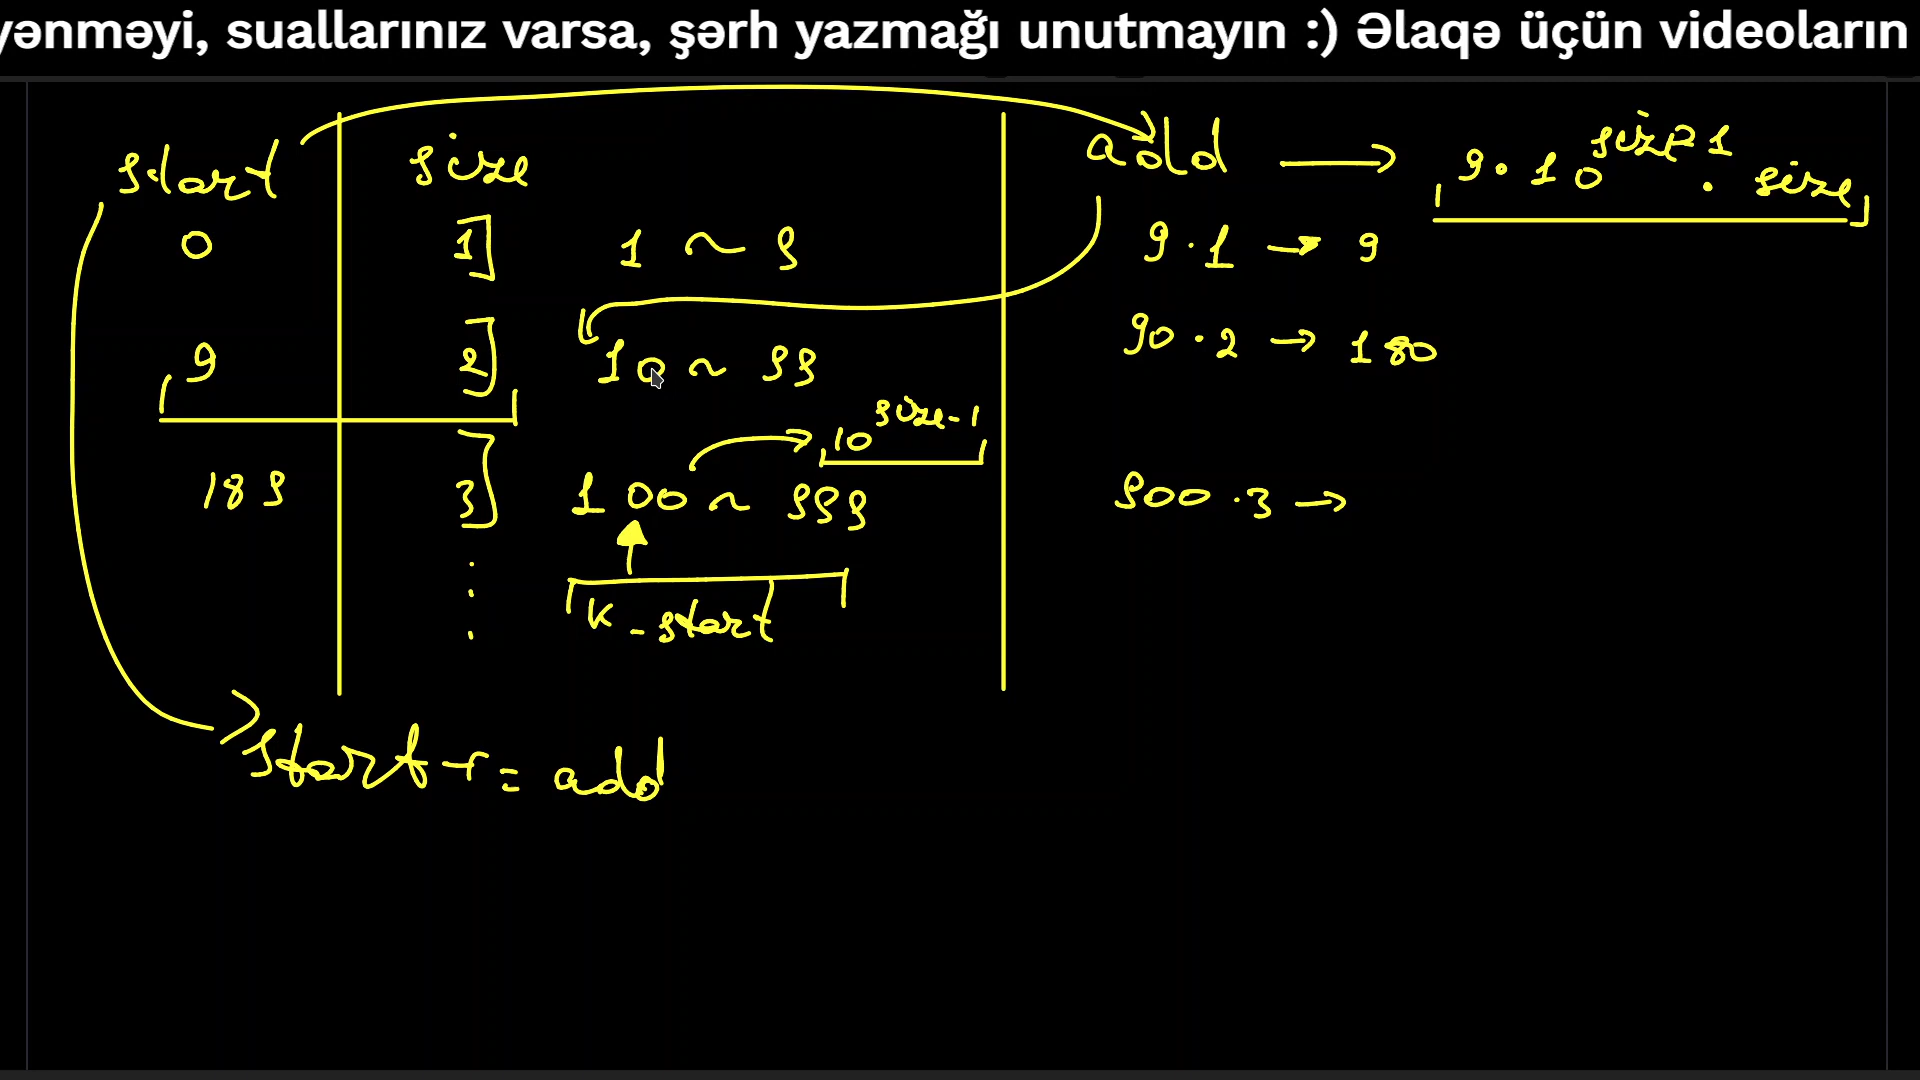 yənməyi, suallarınız varsa, şərh yazmağı unutmayın :) Əlaqə üçün videoların
start size add → 9·10^size-1 · size
0 1] 1 ~ 9 9·1 → 9
9 2] 10 ~ 99 90·2 → 180
10^size-1
189 3] 100 ~ 999 900·3 →
K-start
start += add